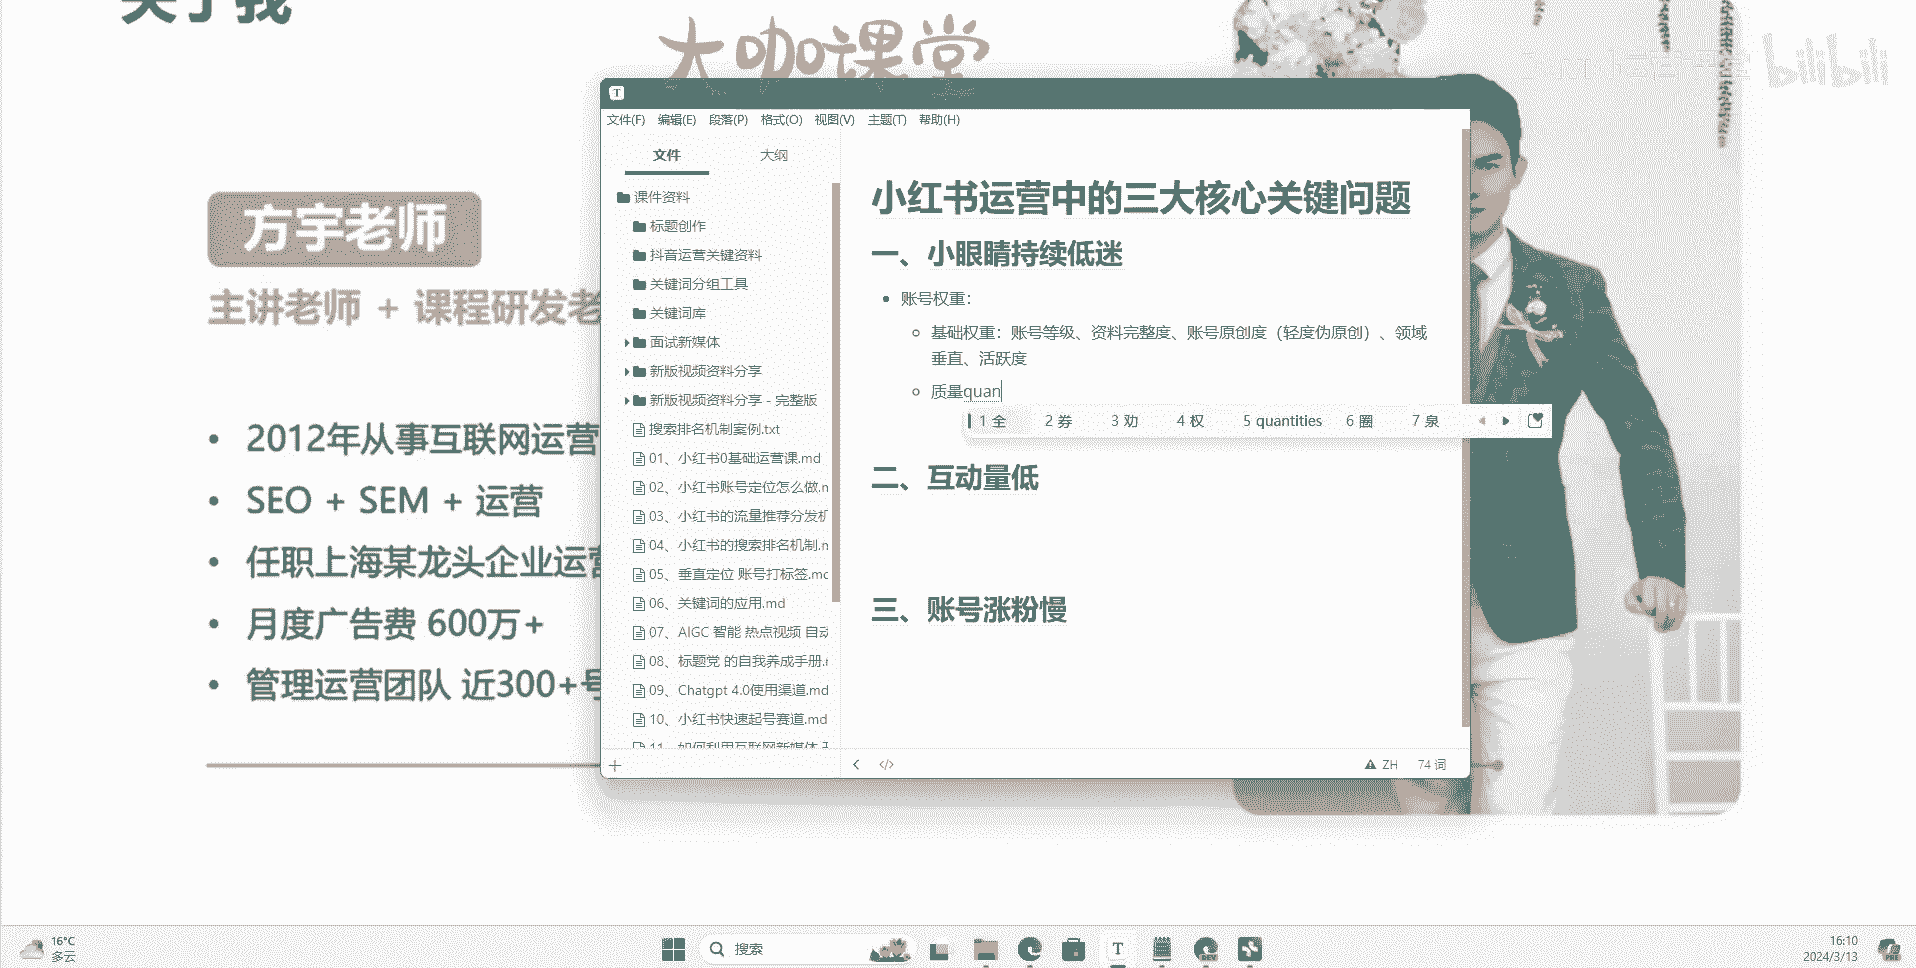 关于我
大咖课堂
bilibili
方宇老师
主讲老师 + 课程研发老
2012年从事互联网运营
SEO + SEM + 运营
任职上海某龙头企业运营
月度广告费 600万+
管理运营团队 近300+号
T
文件(F) 编辑(E) 段落(P) 格式(O) 视图(V) 主题(T) 帮助(H)
文件 大纲
课件资料
标题创作
抖音运营关键资料
关键词分组工具
关键词库
面试新媒体
新版视频资料分享
新版视频资料分享 - 完整版
搜索排名机制案例.txt
01、小红书0基础运营课.md
02、小红书账号定位怎么做.m
03、小红书的流量推荐分发机
04、小红书的搜索排名机制.m
05、垂直定位 账号打标签.md
06、关键词的应用.md
07、AIGC 智能 热点视频 自动
08、标题党 的自我养成手册.m
09、Chatgpt 4.0使用渠道.md
10、小红书快速起号赛道.md
11、如何利用互联网新媒体
小红书运营中的三大核心关键问题
一、小眼睛持续低迷
账号权重：
基础权重：账号等级、资料完整度、账号原创度（轻度伪原创）、领域
垂直、活跃度
质量quan
1 全 2 券 3 劝 4 权 5 quantities 6 圈 7 泉
二、互动量低
三、账号涨粉慢
ZH 74 词
16°C
多云
搜索
T
DEV
16:10
2024/3/13
PRE